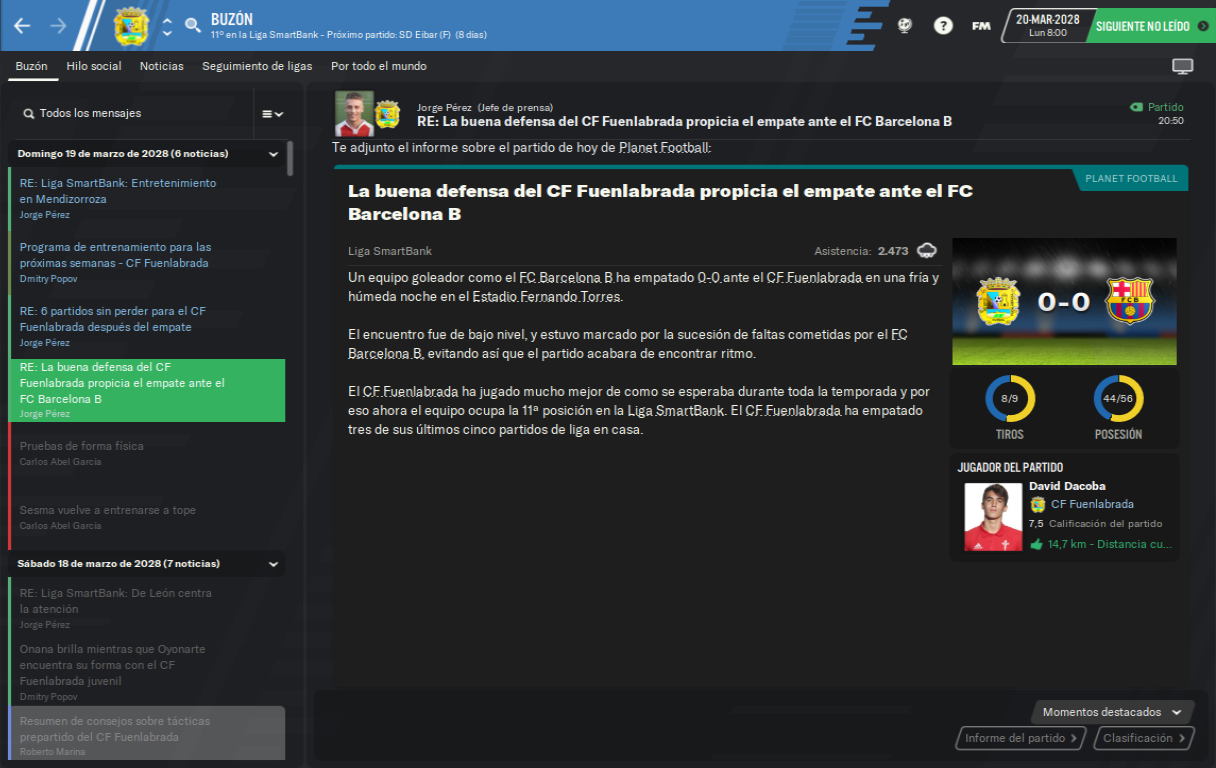 BUZÓN
11º en la Liga SmartBank - Próximo partido: SD Eibar (F) (8 días)
FM
20-MAR-2028
Lun 8:00
SIGUIENTE NO LEÍDO
Buzón
Hilo social
Noticias
Seguimiento de ligas
Por todo el mundo
Todos los mensajes
Domingo 19 de marzo de 2028 (6 noticias)
RE: Liga SmartBank: Entretenimiento
en Mendizorroza
Jorge Pérez
Programa de entrenamiento para las
próximas semanas - CF Fuenlabrada
Dmitry Popov
RE: 6 partidos sin perder para el CF
Fuenlabrada después del empate
Jorge Pérez
RE: La buena defensa del CF
Fuenlabrada propicia el empate ante el
FC Barcelona B
Jorge Pérez
Pruebas de forma física
Carlos Abel García
Sesma vuelve a entrenarse a tope
Carlos Abel García
Sábado 18 de marzo de 2028 (7 noticias)
RE: Liga SmartBank: De León centra
la atención
Jorge Pérez
Onana brilla mientras que Oyonarte
encuentra su forma con el CF
Fuenlabrada juvenil
Dmitry Popov
Resumen de consejos sobre tácticas
prepartido del CF Fuenlabrada
Roberto Marina
Jorge Pérez (Jefe de prensa)
RE: La buena defensa del CF Fuenlabrada propicia el empate ante el FC Barcelona B
Partido
20:50
Te adjunto el informe sobre el partido de hoy de Planet Football:
PLANET FOOTBALL
La buena defensa del CF Fuenlabrada propicia el empate ante el FC
Barcelona B
Liga SmartBank
Asistencia: 2.473
Un equipo goleador como el FC Barcelona B ha empatado 0-0 ante el CF Fuenlabrada en una fría y
húmeda noche en el Estadio Fernando Torres.
El encuentro fue de bajo nivel, y estuvo marcado por la sucesión de faltas cometidas por el FC
Barcelona B, evitando así que el partido acabara de encontrar ritmo.
El CF Fuenlabrada ha jugado mucho mejor de como se esperaba durante toda la temporada y por
eso ahora el equipo ocupa la 11ª posición en la Liga SmartBank. El CF Fuenlabrada ha empatado
tres de sus últimos cinco partidos de liga en casa.
0-0
FCB
8/9
TIROS
44/56
POSESIÓN
JUGADOR DEL PARTIDO
David Dacoba
CF Fuenlabrada
7,5 Calificación del partido
14,7 km - Distancia cu...
Momentos destacados
Informe del partido
Clasificación